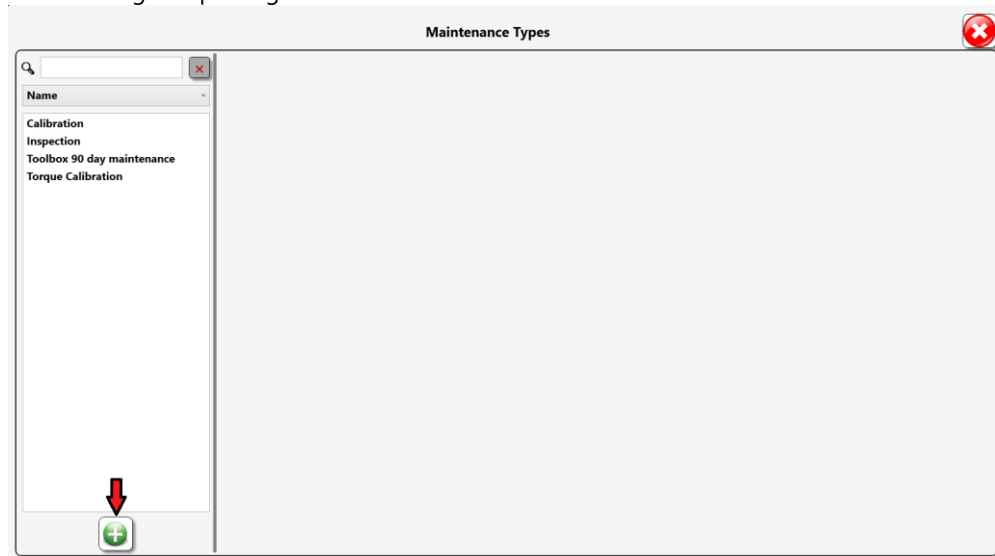 Maintenance Types
Name
Calibration
Inspection
Toolbox 90 day maintenance
Torque Calibration